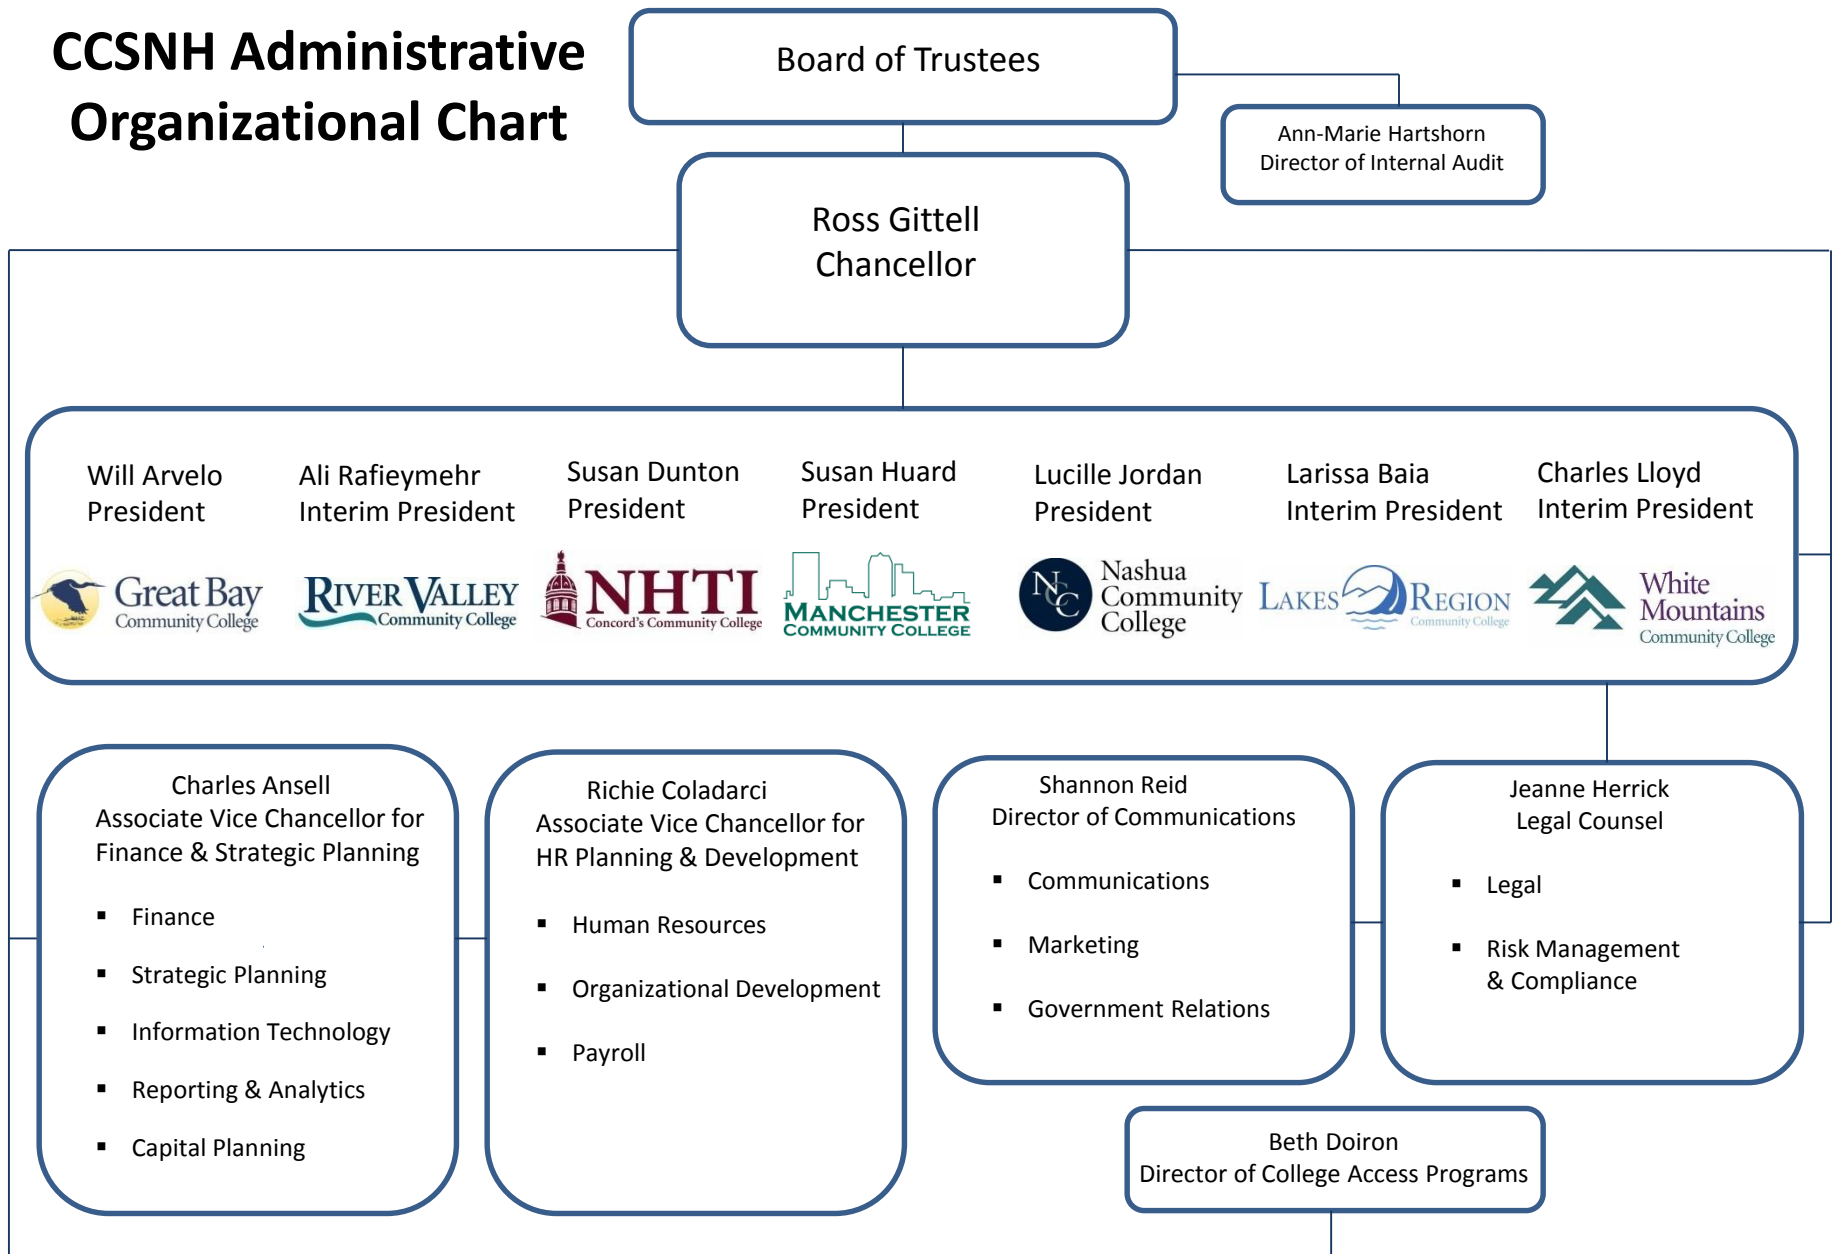 CCSNH Administrative
Organizational Chart
Board of Trustees
Ann-Marie Hartshorn
Director of Internal Audit
Ross Gittell
Chancellor
Will Arvelo
President
Great Bay
Community College
Ali Rafieymehr
Interim President
RIVER VALLEY
Community College
Susan Dunton
President
NHTI
Concord's Community College
Susan Huard
President
MANCHESTER
COMMUNITY COLLEGE
Lucille Jordan
President
NCC
Nashua
Community
College
Larissa Baia
Interim President
LAKES REGION
Community College
Charles Lloyd
Interim President
White
Mountains
Community College
Charles Ansell
Associate Vice Chancellor for
Finance & Strategic Planning
▪ Finance
▪ Strategic Planning
▪ Information Technology
▪ Reporting & Analytics
▪ Capital Planning
Richie Coladarci
Associate Vice Chancellor for
HR Planning & Development
▪ Human Resources
▪ Organizational Development
▪ Payroll
Shannon Reid
Director of Communications
▪ Communications
▪ Marketing
▪ Government Relations
Jeanne Herrick
Legal Counsel
▪ Legal
▪ Risk Management
& Compliance
Beth Doiron
Director of College Access Programs